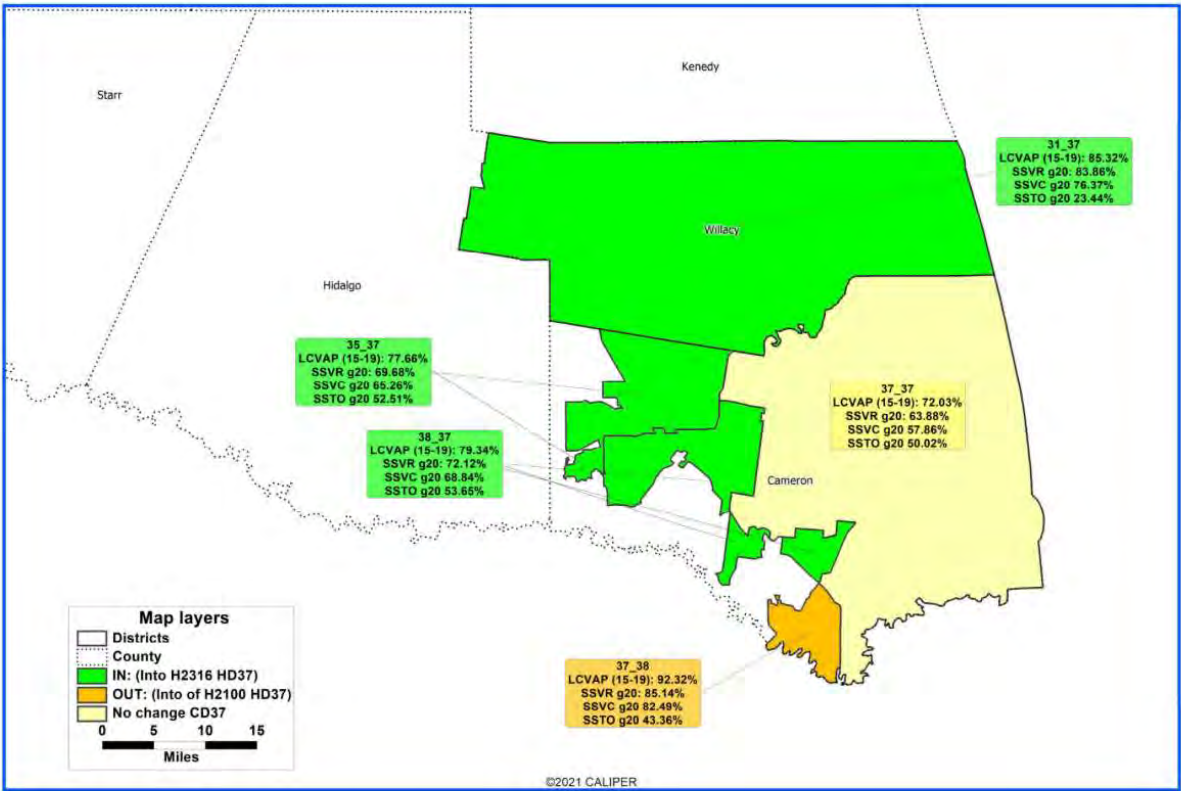 Kenedy
Starr
31_37
LCVAP (15-19): 85.32%
SSVR g20: 83.86%
SSVC g20 76.37%
SSTO g20 23.44%
Willacy
Hidalgo
35_37
LCVAP (15-19): 77.66%
SSVR g20: 69.68%
SSVC g20 65.26%
SSTO g20 52.51%
37_37
LCVAP (15-19): 72.03%
SSVR g20: 63.88%
SSVC g20 57.86%
SSTO g20 50.02%
38_37
LCVAP (15-19): 79.34%
SSVR g20: 72.12%
SSVC g20 68.84%
SSTO g20 53.65%
Cameron
37_38
LCVAP (15-19): 92.32%
SSVR g20: 85.14%
SSVC g20 82.49%
SSTO g20 43.36%
Map layers
Districts
County
IN: (Into H2316 HD37)
OUT: (Into of H2100 HD37)
No change CD37
0 5 10 15
Miles
©2021 CALIPER